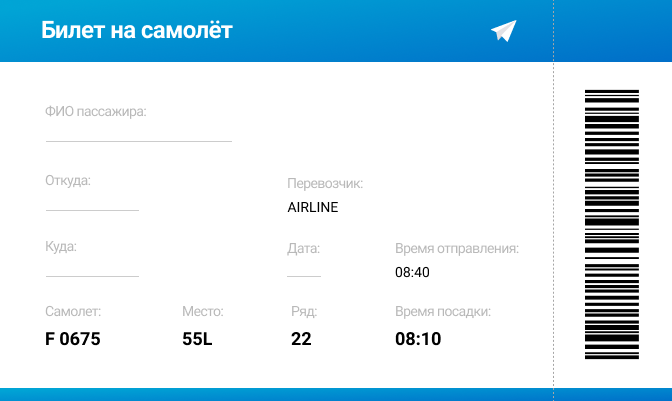 Билет на самолёт
ФИО пассажира:
Откуда:
Перевозчик:
AIRLINE
Куда:
Дата:
Время отправления:
08:40
Самолет:
Место:
Ряд:
Время посадки:
F 0675
55L
22
08:10